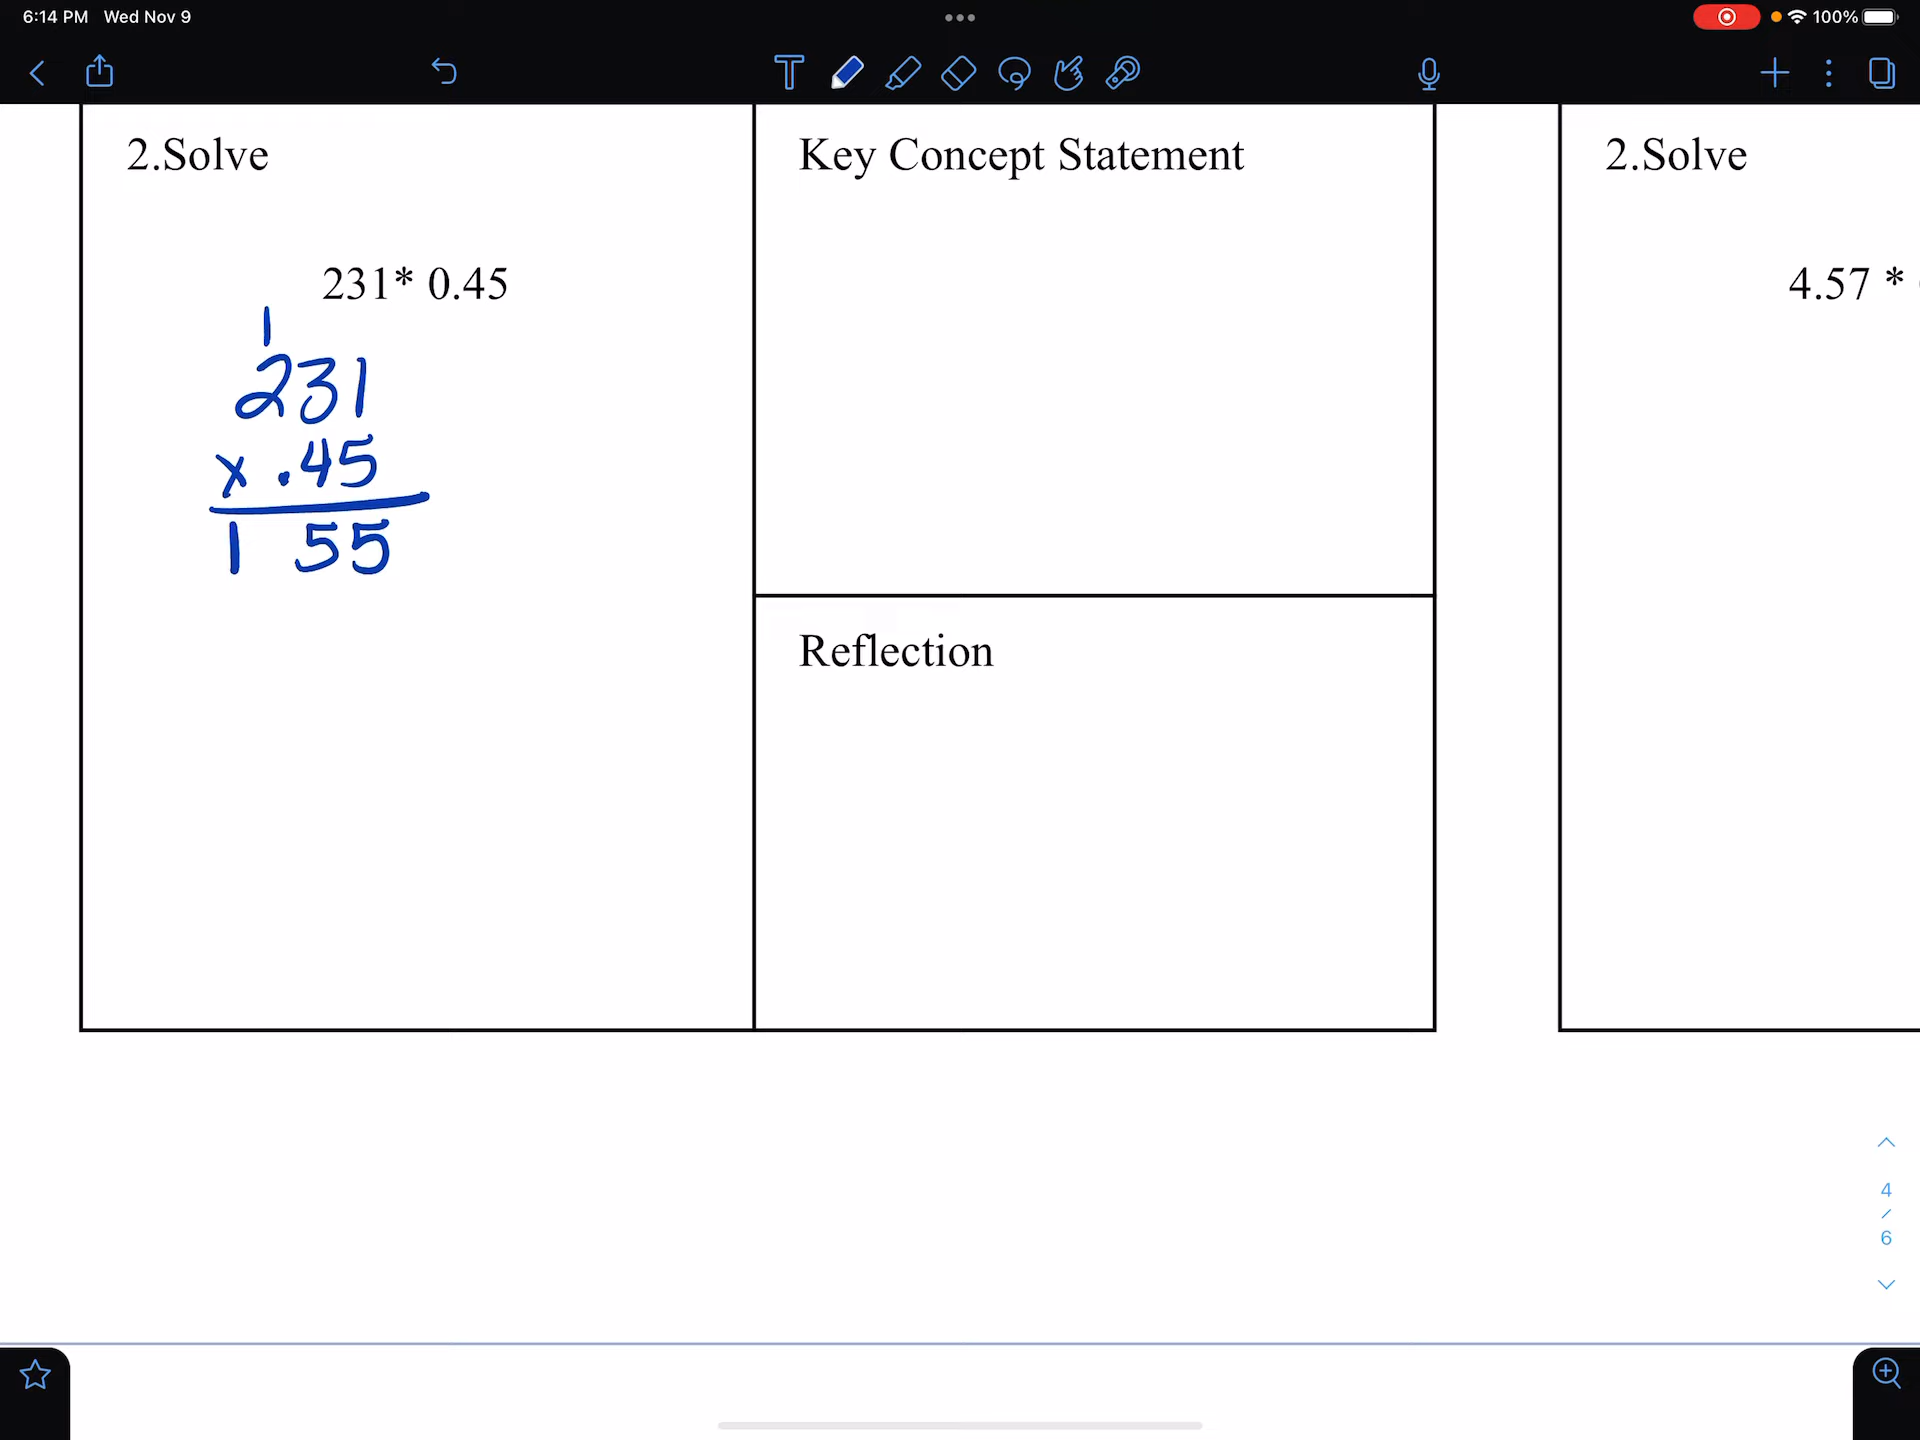 6:14 PM Wed Nov 9
100%
2.Solve
231* 0.45
1
231
x .45
1 55
Key Concept Statement
Reflection
2.Solve
4.57 *
4
/
6